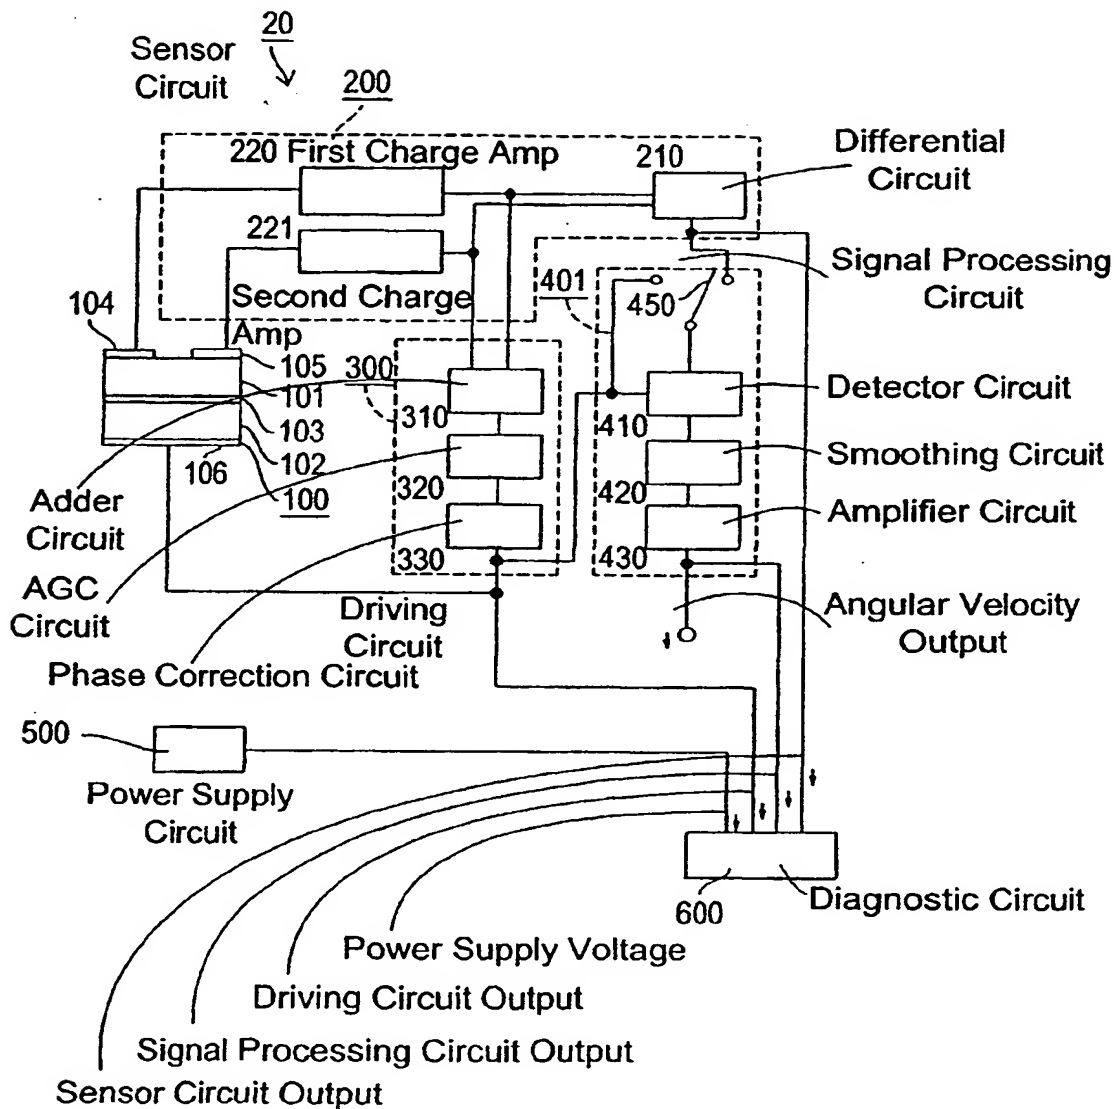 20
Sensor
Circuit
200
220 First Charge Amp
210
Differential
Circuit
221
Second Charge
Amp
Signal Processing
Circuit
401
450
104
105
101
103
102
106
100
300
310
320
330
410
420
430
Detector Circuit
Smoothing Circuit
Amplifier Circuit
Adder
Circuit
AGC
Circuit
Driving
Circuit
Phase Correction Circuit
Angular Velocity
Output
500
Power Supply
Circuit
600
Diagnostic Circuit
Power Supply Voltage
Driving Circuit Output
Signal Processing Circuit Output
Sensor Circuit Output